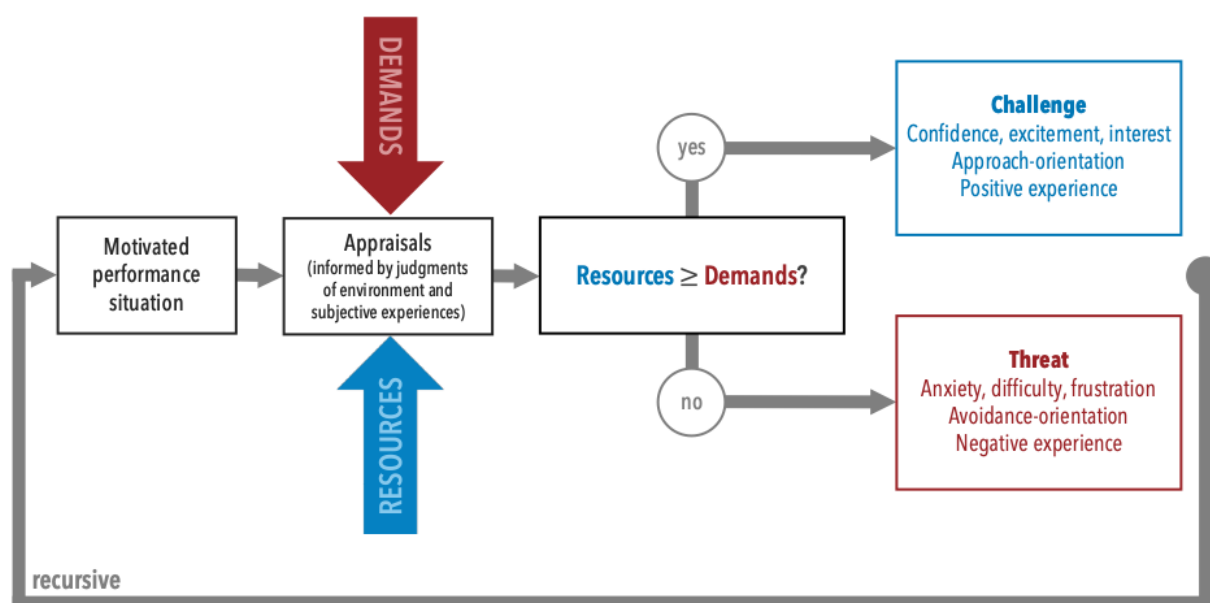 DEMANDS
Motivated
performance
situation
Appraisals
(informed by judgments
of environment and
subjective experiences)
RESOURCES
Resources ≥ Demands?
yes
no
Challenge
Confidence, excitement, interest
Approach-orientation
Positive experience
Threat
Anxiety, difficulty, frustration
Avoidance-orientation
Negative experience
recursive